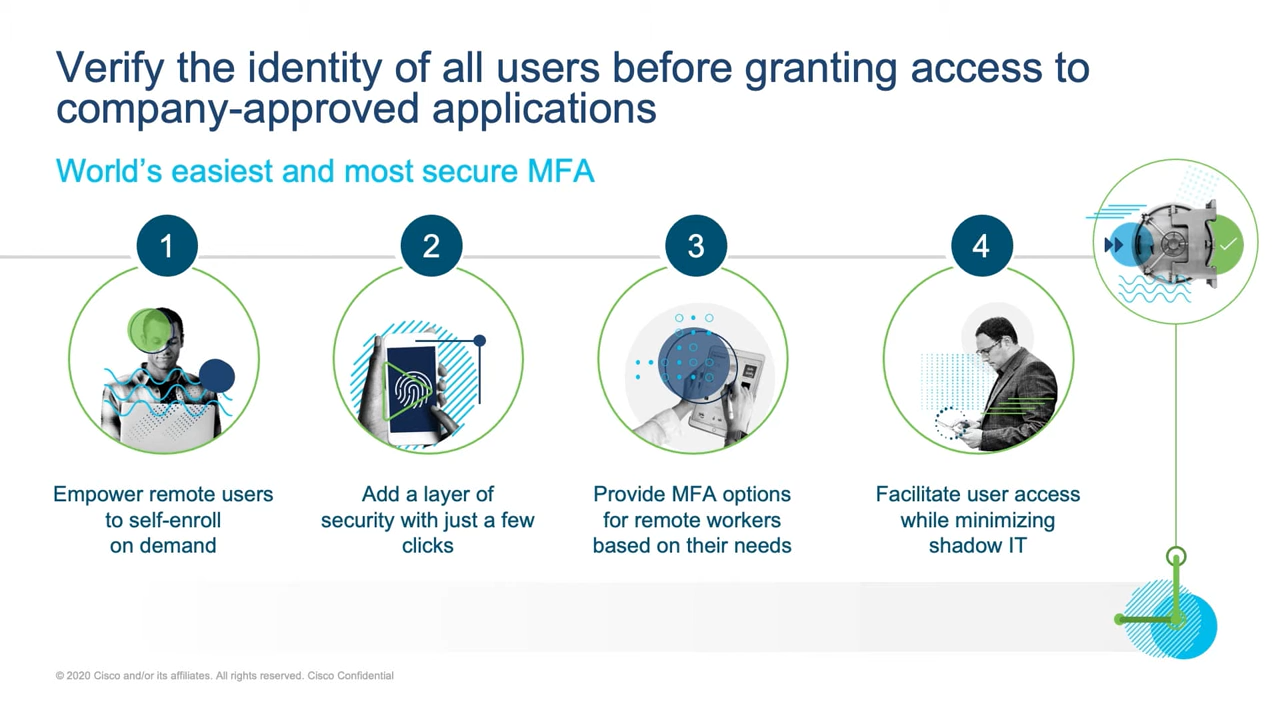 Verify the identity of all users before granting access to
company-approved applications
World’s easiest and most secure MFA
1
2
3
4
Empower remote users
to self-enroll
on demand
Add a layer of
security with just a few
clicks
Provide MFA options
for remote workers
based on their needs
Facilitate user access
while minimizing
shadow IT
© 2020 Cisco and/or its affiliates. All rights reserved. Cisco Confidential